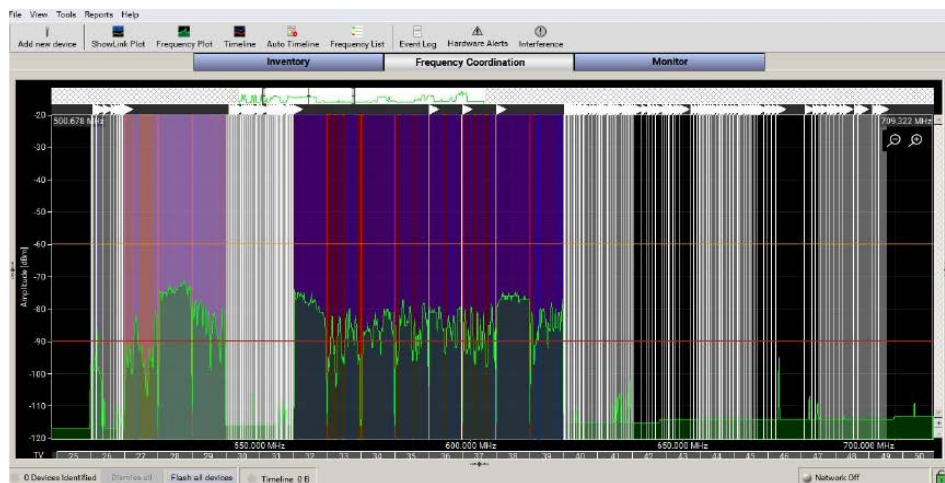 File View Tools Reports Help
Add new device ShowLink Plot Frequency Plot Timeline Auto Timeline Frequency List Event Log Hardware Alerts Interference
Inventory Frequency Coordination Monitor
500.678 MHz 709.322 MHz
-20
-30
-40
-50
-60
-70
-80
-90
-100
-110
-120
Amplitude [dBm]
550.000 MHz 600.000 MHz 650.000 MHz 700.000 MHz
TV 25 26 27 28 29 30 31 32 33 34 35 36 37 38 39 40 41 42 43 44 45 46 47 48 49 50
0 Devices Identified Dismiss all Flash all devices Timeline 0 B Network Off